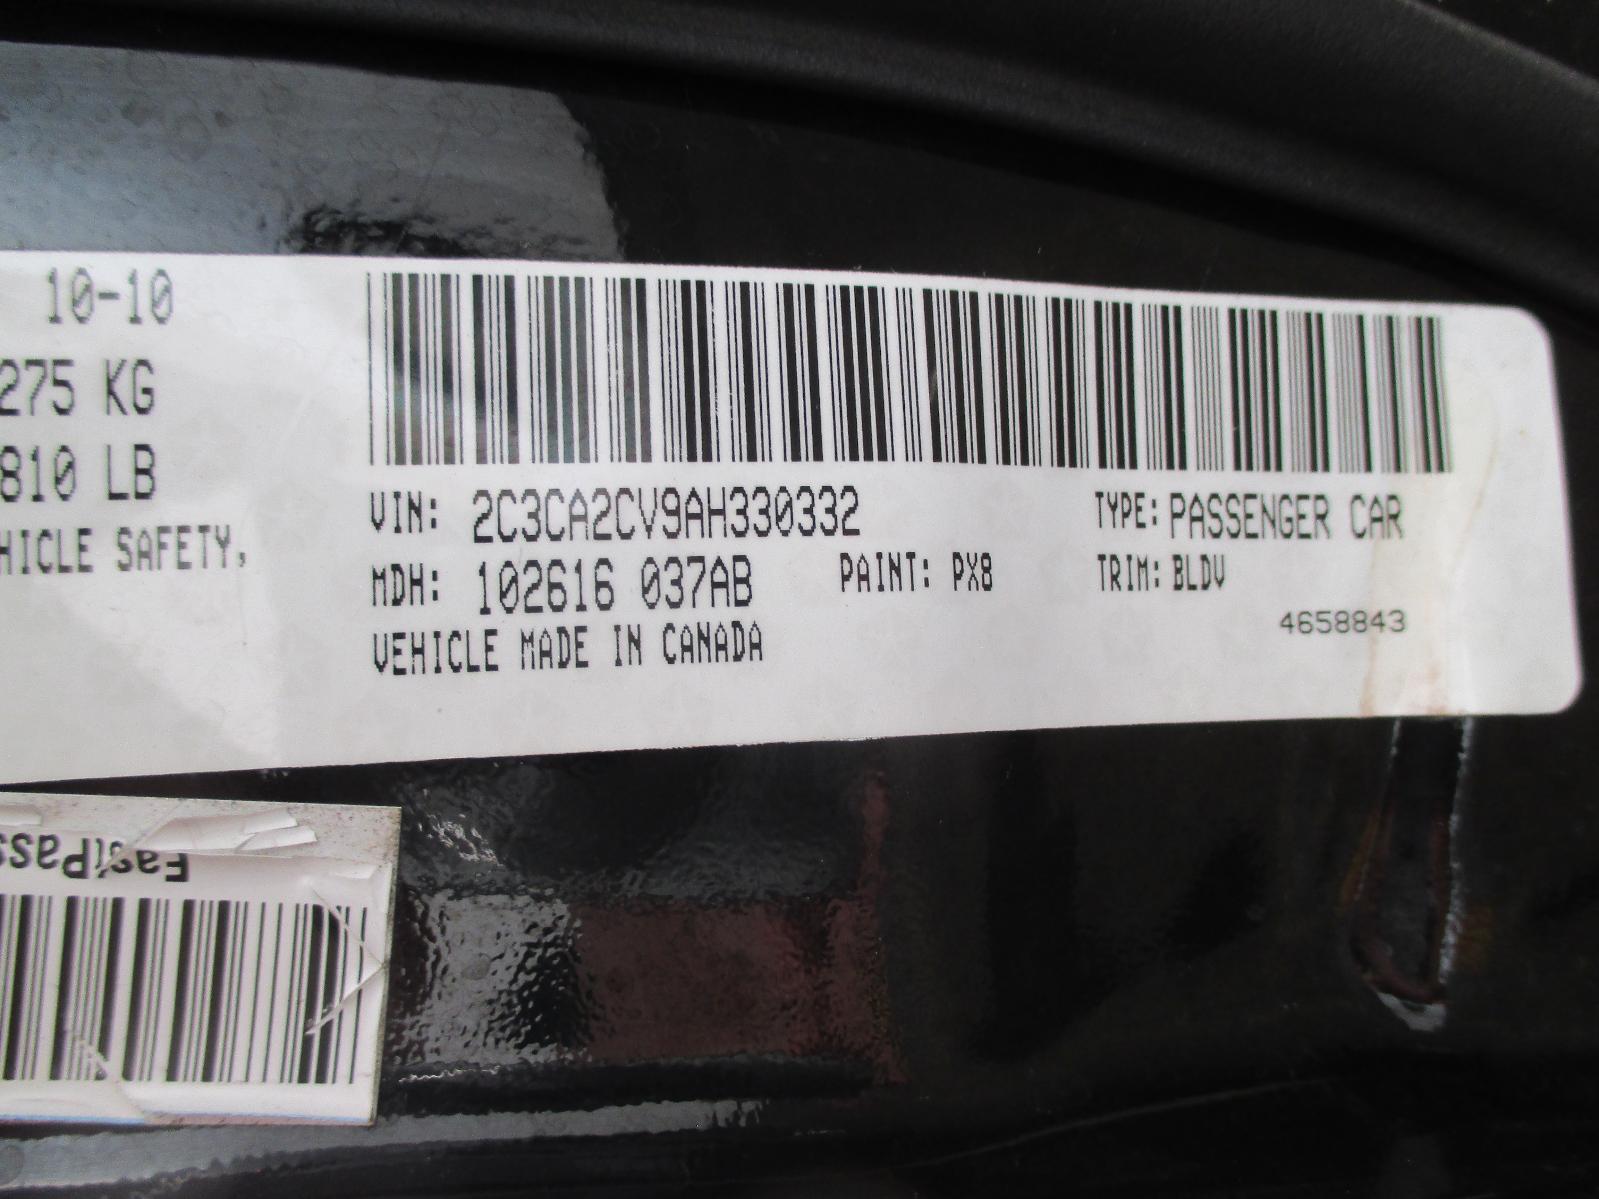 10-10
275 KG
810 LB
HICLE SAFETY,
VIN: 2C3CA2CV9AH330332
TYPE: PASSENGER CAR
MDH: 102616 037AB
PAINT: PX8
TRIM: BLDV
VEHICLE MADE IN CANADA
4658843
FastPass